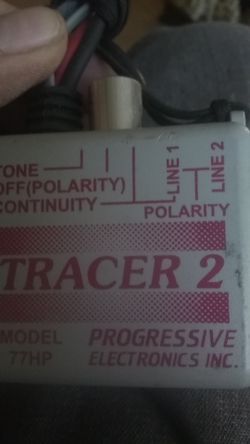 TONE
OFF(POLARITY)
CONTINUITY
LINE 1
LINE 2
POLARITY
TRACER 2
MODEL
77HP
PROGRESSIVE
ELECTRONICS INC.